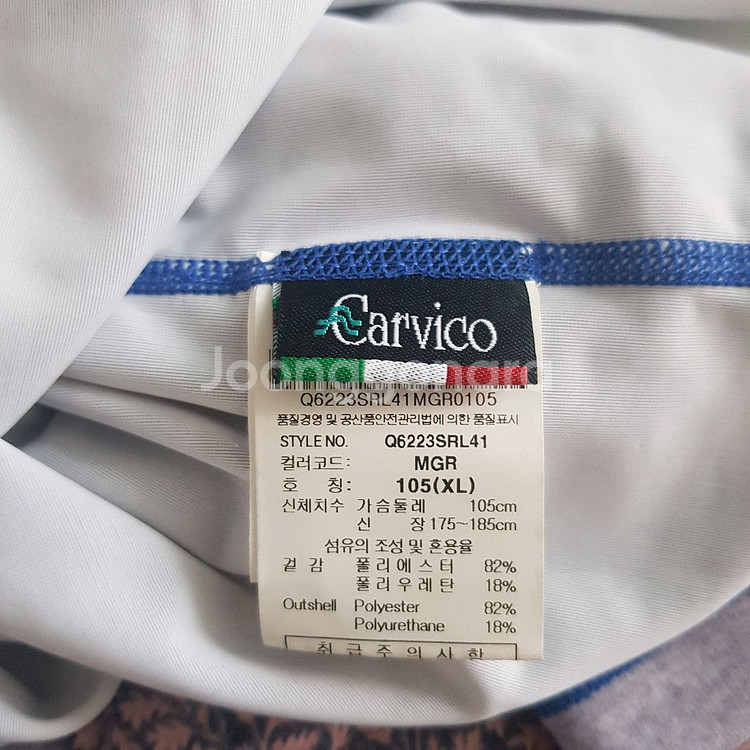 Carvico
Joonggonara
Q6223SRL41MGR0105
품질경영 및 공산품안전관리법에 의한 품질표시
STYLE NO. Q6223SRL41
컬러코드: MGR
호 칭: 105(XL)
신체치수 가슴둘레 105cm
신 장 175~185cm
섬유의 조성 및 혼용율
겉 감 폴리에스터 82%
폴리우레탄 18%
Outshell Polyester 82%
Polyurethane 18%
취급주의사항